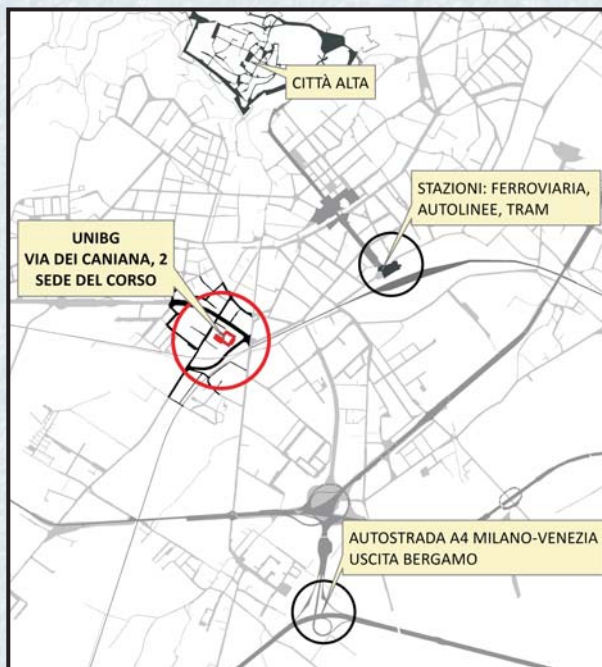 CITTÀ ALTA
STAZIONI: FERROVIARIA,
AUTOLINEE, TRAM
UNIBG
VIA DEI CANIANA, 2
SEDE DEL CORSO
AUTOSTRADA A4 MILANO-VENEZIA
USCITA BERGAMO